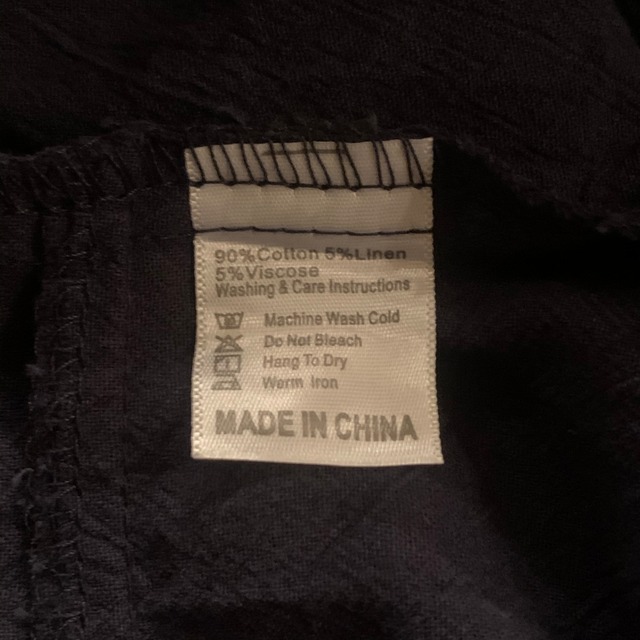 90%Cotton 5%Linen
5%Viscose
Washing & Care Instructions
Machine Wash Cold
Do Not Bleach
Hang To Dry
Worm Iron
MADE IN CHINA